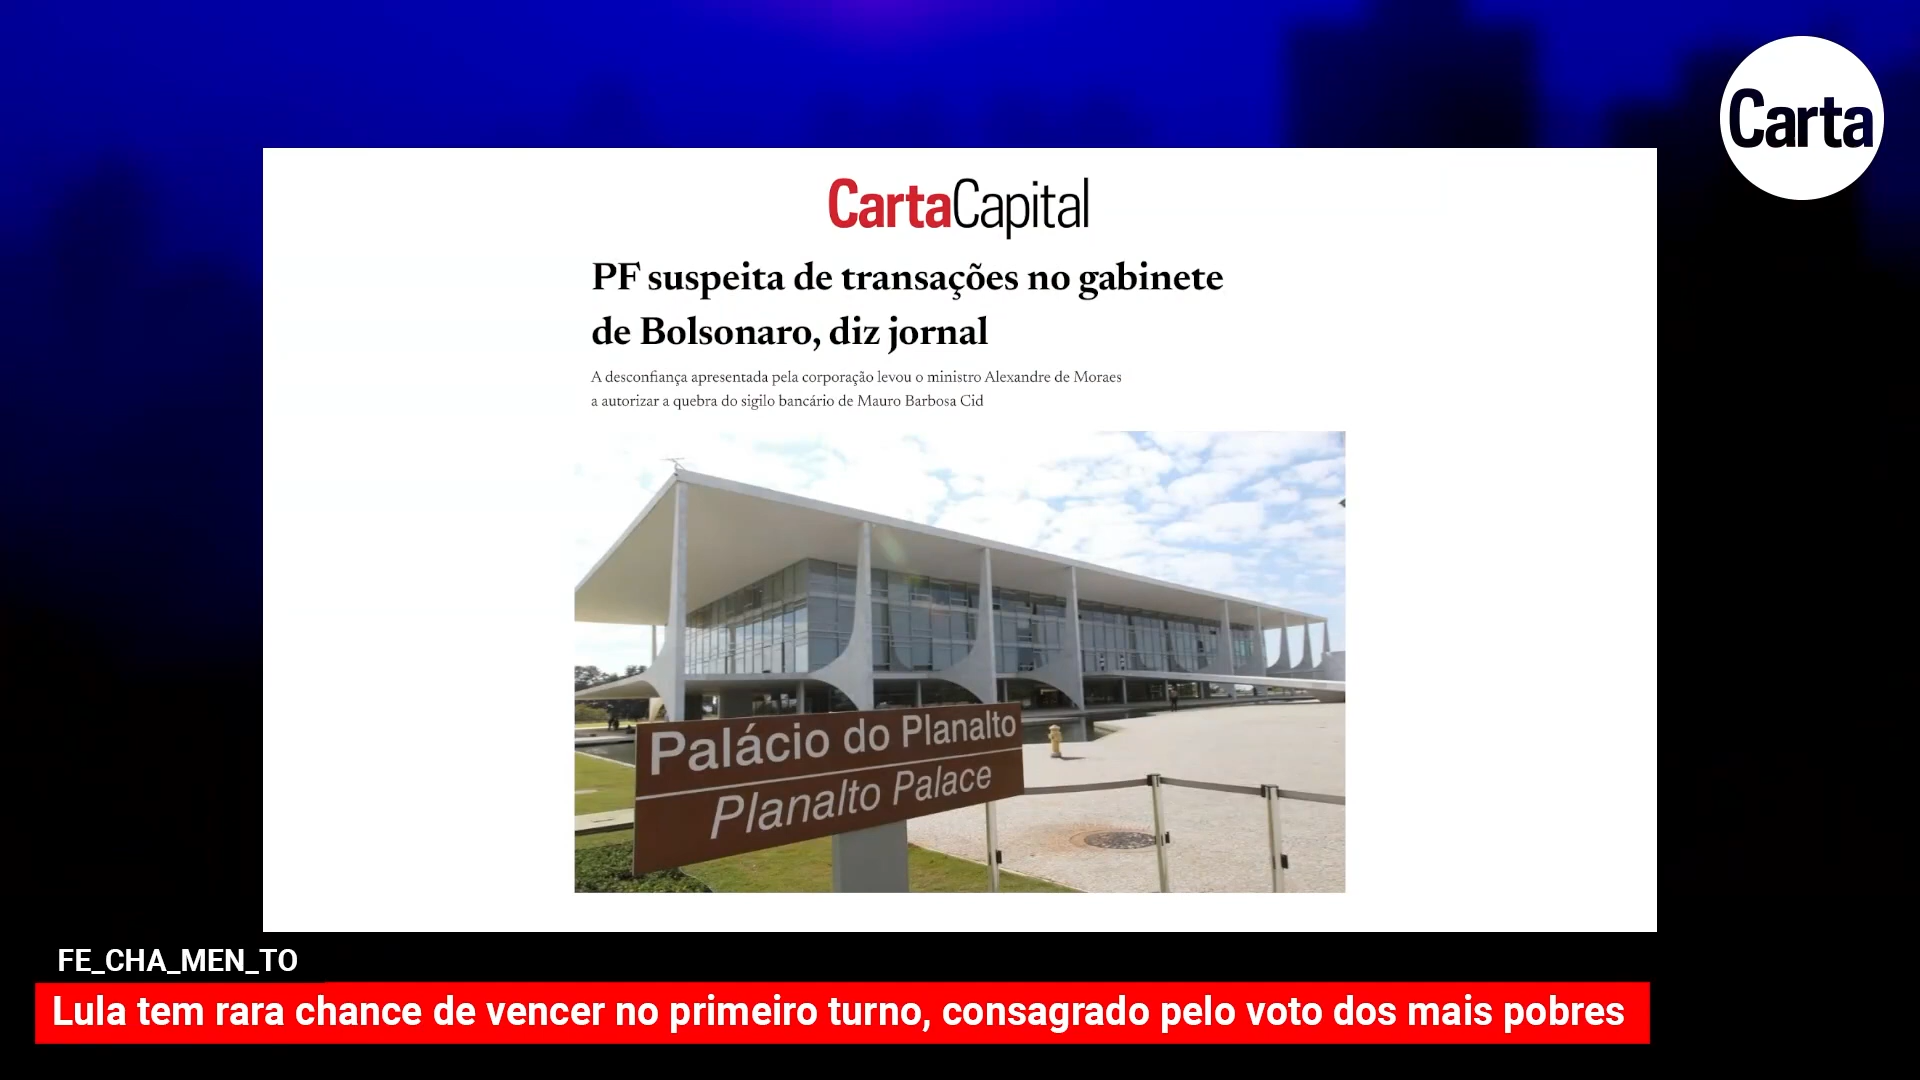 Carta
CartaCapital
PF suspeita de transações no gabinete
de Bolsonaro, diz jornal
A desconfiança apresentada pela corporação levou o ministro Alexandre de Moraes
a autorizar a quebra do sigilo bancário de Mauro Barbosa Cid
Palácio do Planalto
Planalto Palace
FE_CHA_MEN_TO
Lula tem rara chance de vencer no primeiro turno, consagrado pelo voto dos mais pobres